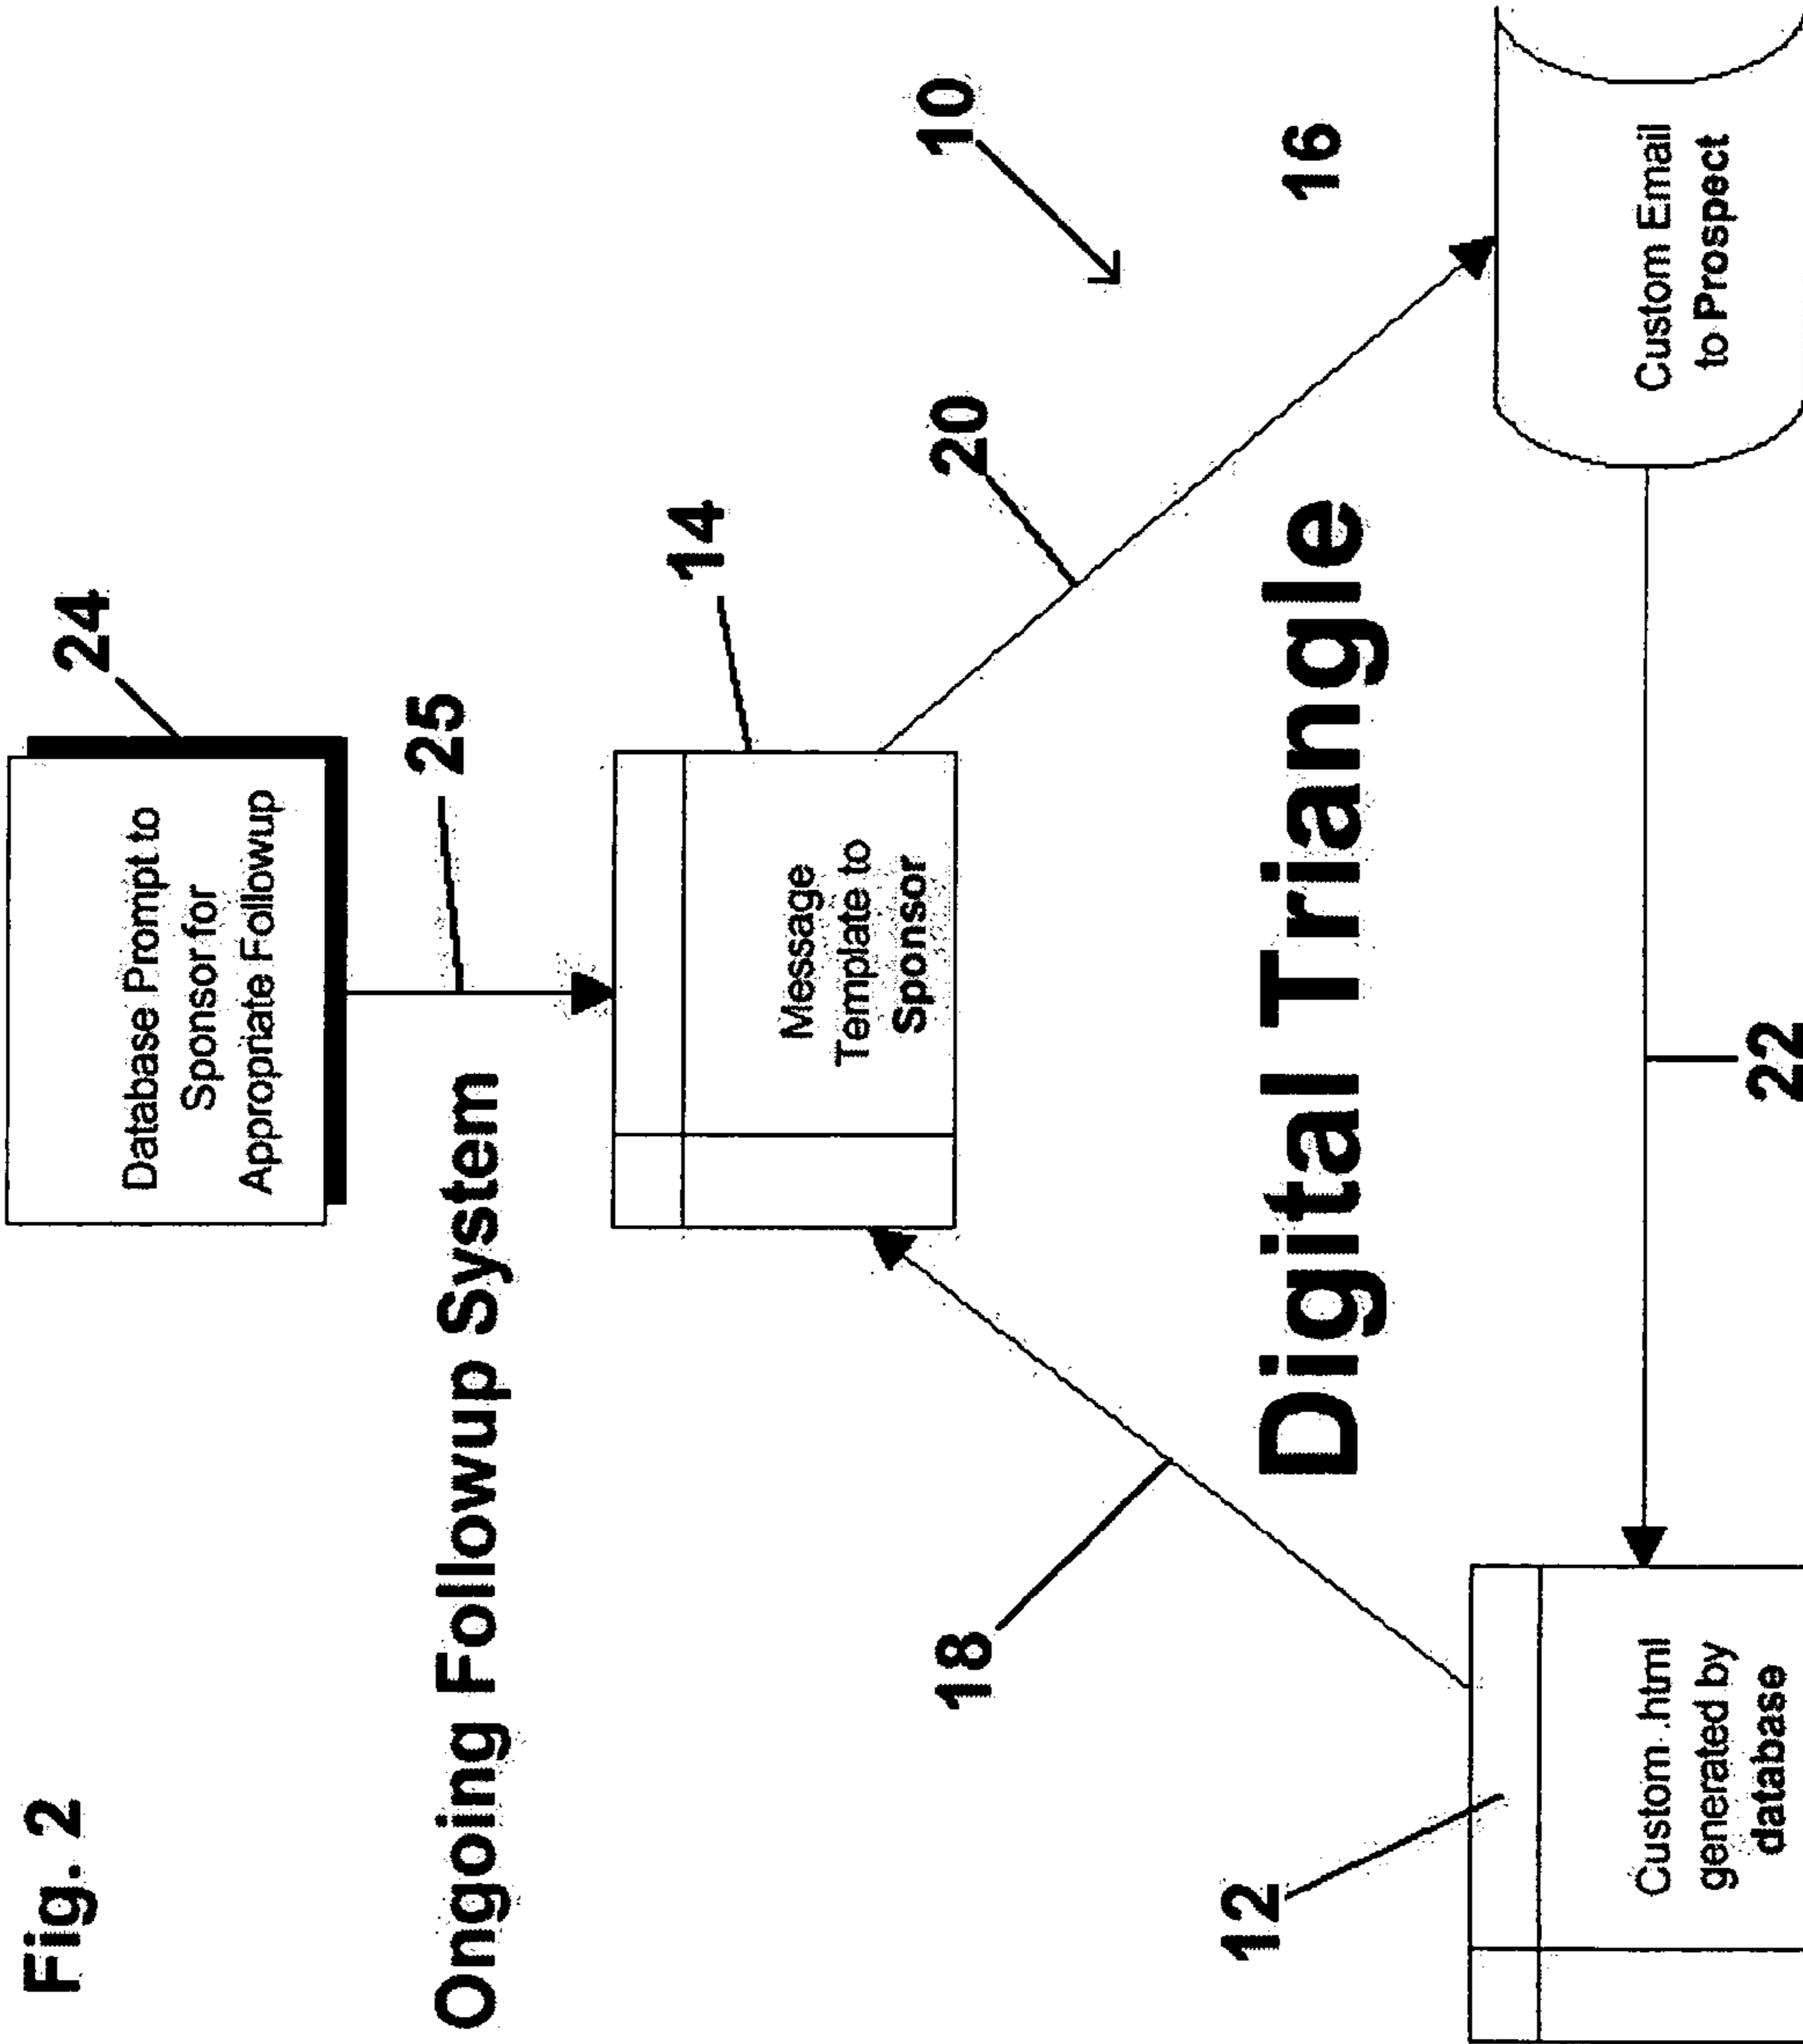 Fig. 2
24
Database Prompt to
Sponsor for
Appropriate Followup
25
Ongoing Followup System
14
Message
Template to
Sponsor
10
20
18
16
12
Digital Triangle
Custom Email
to Prospect
Custom .html
generated by
database
22